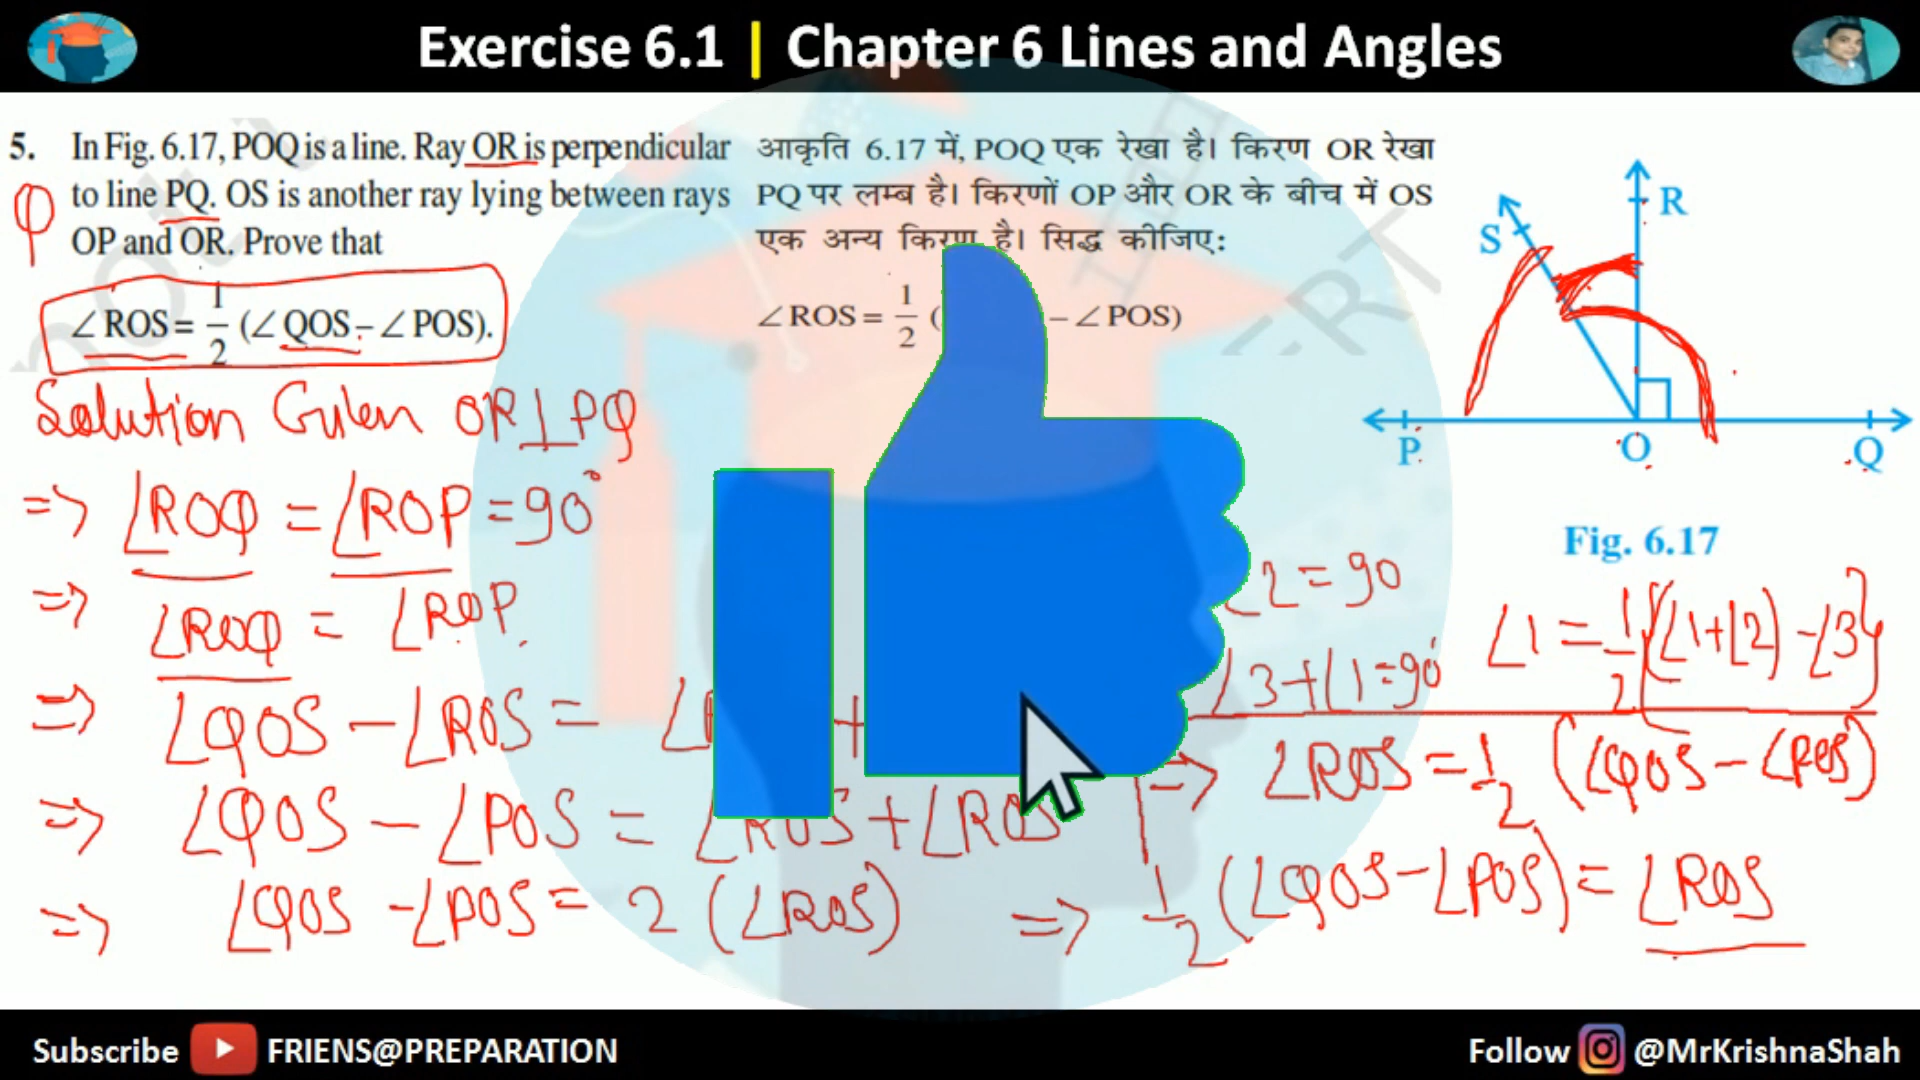 Exercise 6.1 | Chapter 6 Lines and Angles
5. In Fig. 6.17, POQ is a line. Ray OR is perpendicular
to line PQ. OS is another ray lying between rays
OP and OR. Prove that
∠ROS = 1/2 (∠QOS – ∠POS).
आकृति 6.17 में, POQ एक रेखा है। किरण OR रेखा
PQ पर लम्ब है। किरणों OP और OR के बीच में OS
एक अन्य किरण है। सिद्ध कीजिए:
∠ROS = 1/2 ( – ∠POS)
R
S
P
O
Q
Fig. 6.17
Solution Given OR⊥PQ
=> ∠ROQ = ∠ROP = 90°
=> ∠ROQ = ∠ROP
=> ∠QOS – ∠ROS = ∠ +
=> ∠QOS – ∠POS = ∠ROS + ∠ROS
=> ∠QOS – ∠POS = 2 (∠ROS)
=> 1/2 (∠QOS – ∠POS) = ∠ROS
∠2 = 90
∠3 + ∠1 = 90°
∠1 = 1/2 {(∠1 + ∠2) – ∠3}
=> ∠ROS = 1/2 (∠QOS – ∠POS)
Subscribe FRIENS@PREPARATION
Follow @MrKrishnaShah